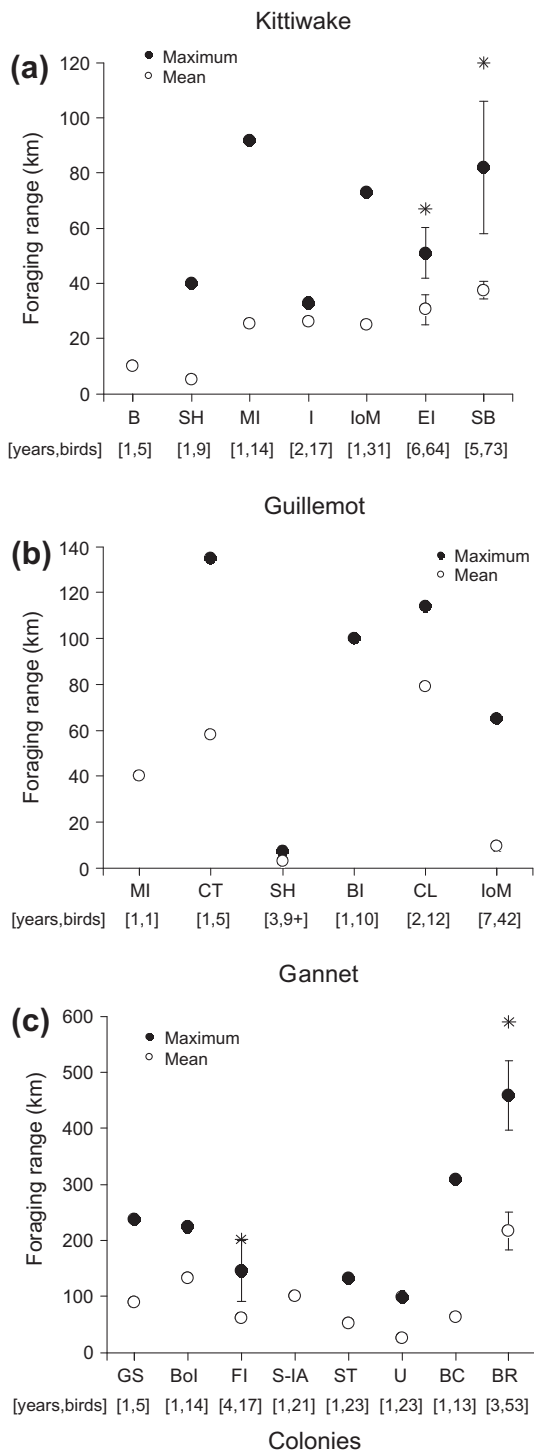 Kittiwake
(a)
● Maximum
○ Mean
Foraging range (km)
120
100
80
60
40
20
0
B SH MI I IoM EI SB
[years,birds] [1,5] [1,9] [1,14] [2,17] [1,31] [6,64] [5,73]
Guillemot
(b)
● Maximum
○ Mean
Foraging range (km)
140
120
100
80
60
40
20
0
MI CT SH BI CL IoM
[years,birds] [1,1] [1,5] [3,9+] [1,10] [2,12] [7,42]
Gannet
(c)
● Maximum
○ Mean
Foraging range (km)
600
500
400
300
200
100
0
GS BoI FI S-IA ST U BC BR
[years,birds] [1,5] [1,14] [4,17] [1,21] [1,23] [1,23] [1,13] [3,53]
Colonies